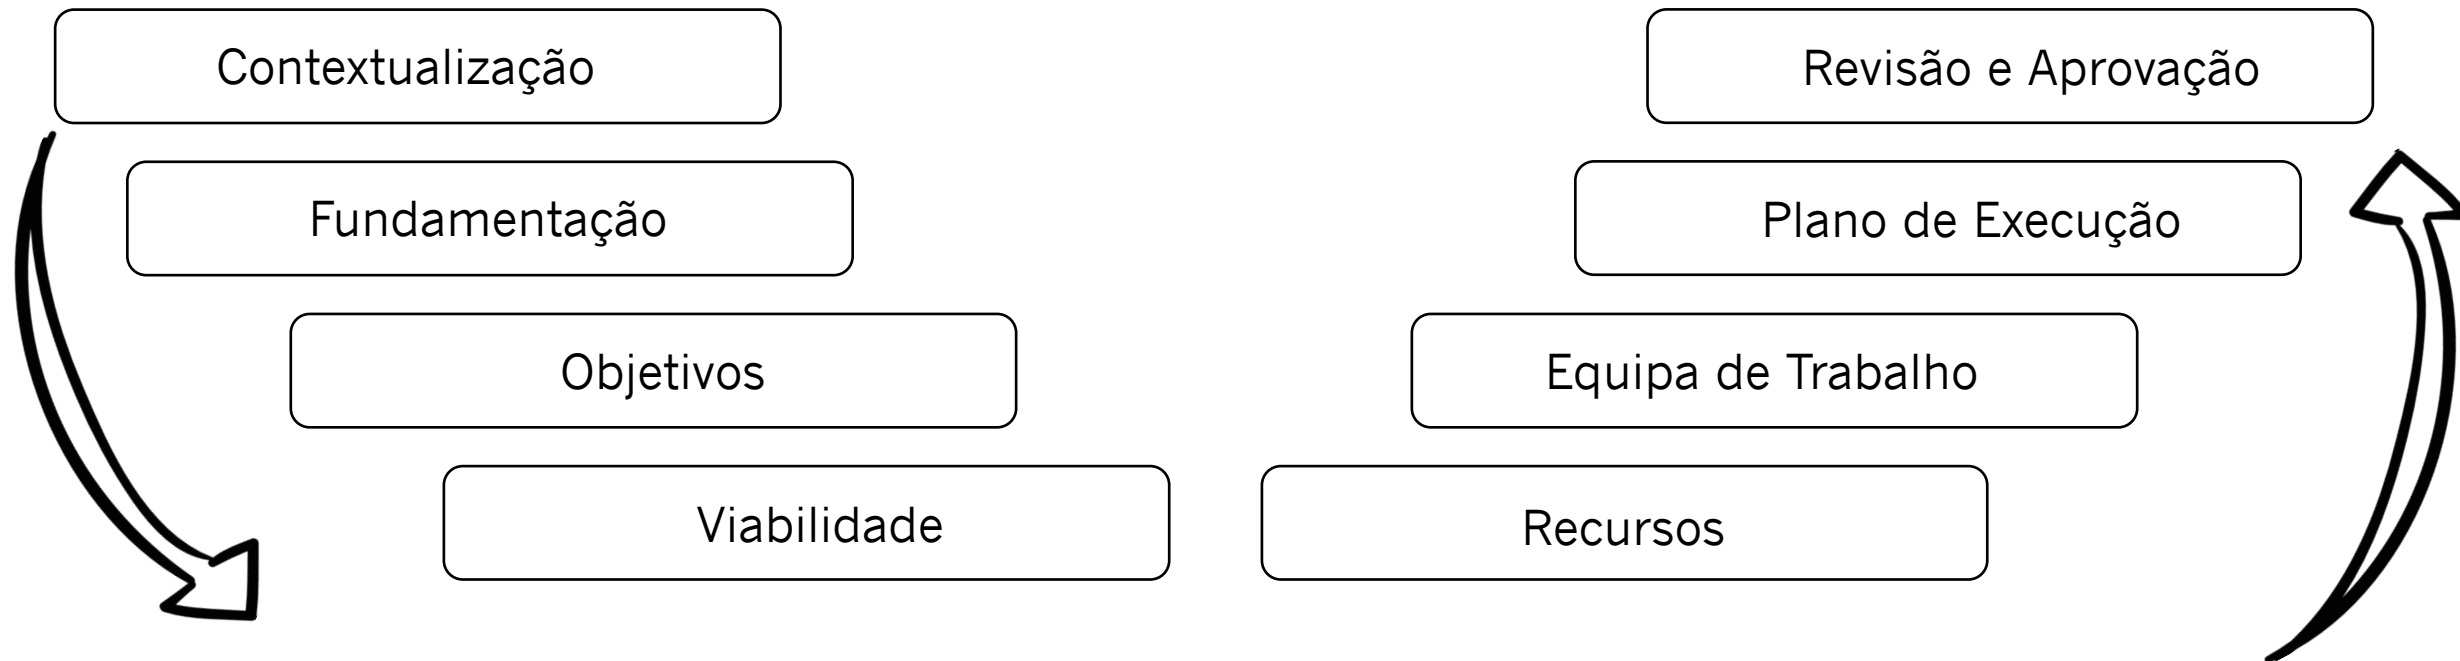 Contextualização
Fundamentação
Objetivos
Viabilidade
Recursos
Equipa de Trabalho
Plano de Execução
Revisão e Aprovação